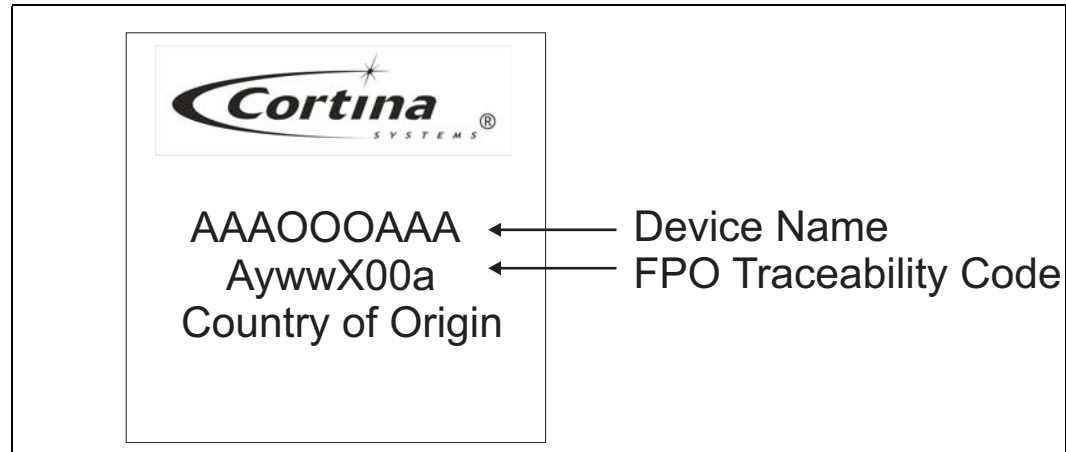 Cortina
SYSTEMS ®
AAAOOOAAA
AywwX00a
Country of Origin
Device Name
FPO Traceability Code